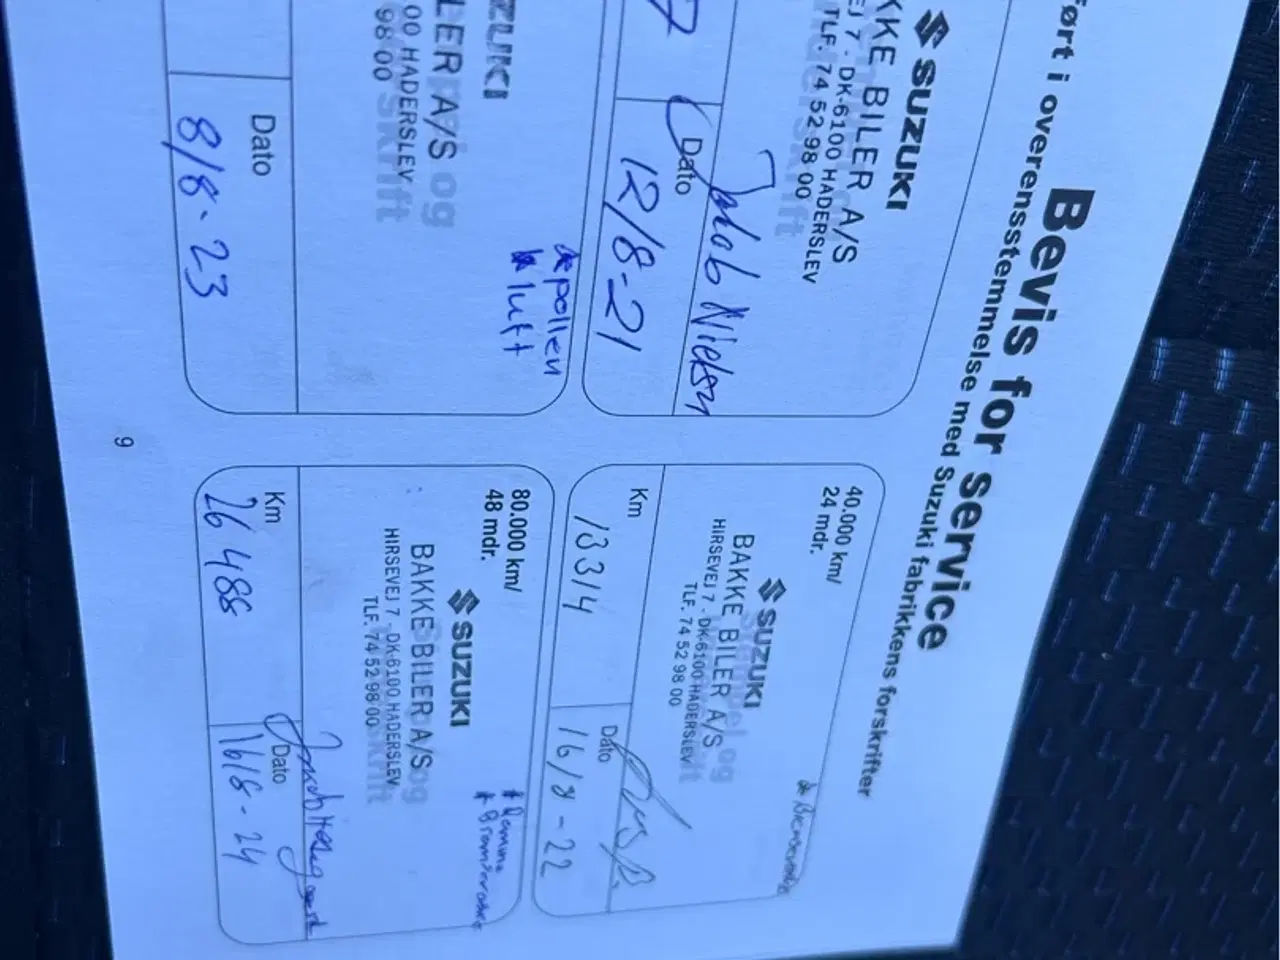 Bevis for service
ført i overensstemmelse med Suzuki fabrikkens forskrifter
SUZUKI
KKE BILER A/S
EJ 7 - DK-6100 HADERSLEV
TLF. 74 52 98 00
7
Dato
12/8-21
40.000 km/
24 mdr.
SUZUKI
BAKKE BILER A/S
HIRSEVEJ 7 - DK-6100 HADERSLEV
TLF. 74 52 98 00
Km
13314
Dato
16/8-22
pollen
luft
ZUKI
LER A/S
00 HADERSLEV
98 00
Dato
8/8-23
80.000 km/
48 mdr.
SUZUKI
BAKKE BILER A/S
HIRSEVEJ 7 - DK-6100 HADERSLEV
TLF. 74 52 98 00
Km
26488
Dato
16/8-24
9